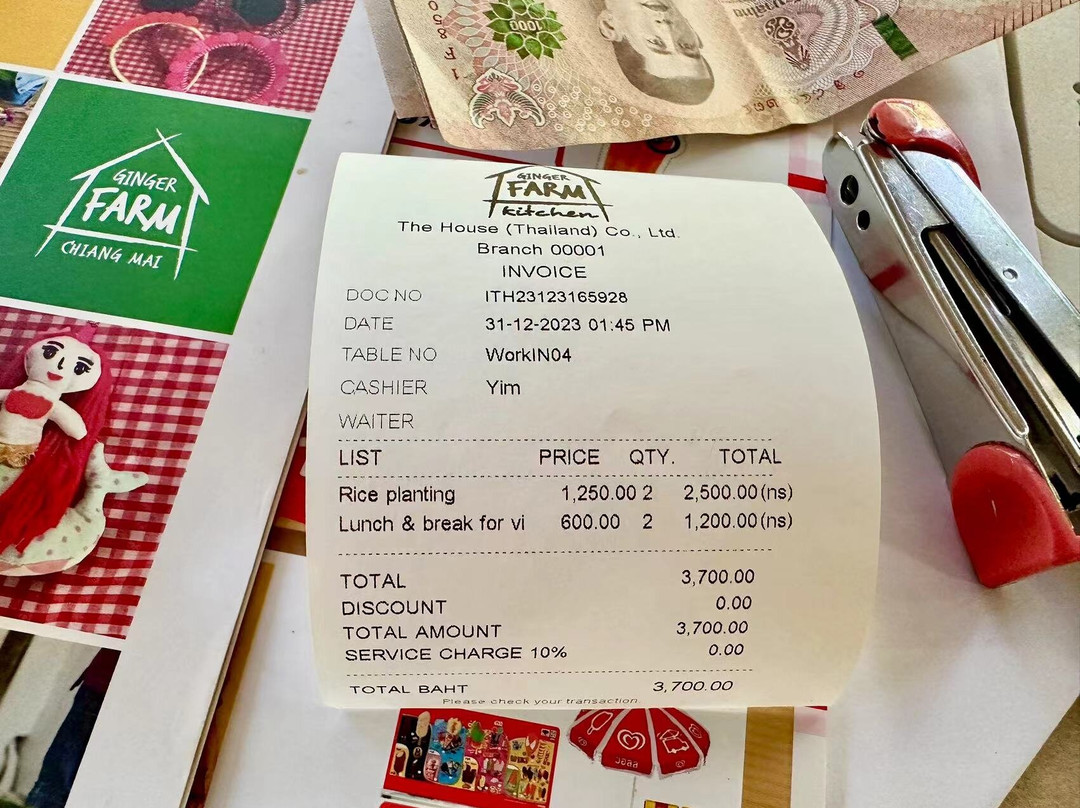 1000
GINGER
FARM
CHIANG MAI
GINGER
FARM
kitchen
The House (Thailand) Co., Ltd.
Branch 00001
INVOICE
DOC NO ITH23123165928
DATE 31-12-2023 01:45 PM
TABLE NO WorkIN04
CASHIER Yim
WAITER
LIST PRICE QTY. TOTAL
Rice planting 1,250.00 2 2,500.00(ns)
Lunch & break for vi 600.00 2 1,200.00(ns)
TOTAL 3,700.00
DISCOUNT 0.00
TOTAL AMOUNT 3,700.00
SERVICE CHARGE 10% 0.00
TOTAL BAHT 3,700.00
Please check your transaction